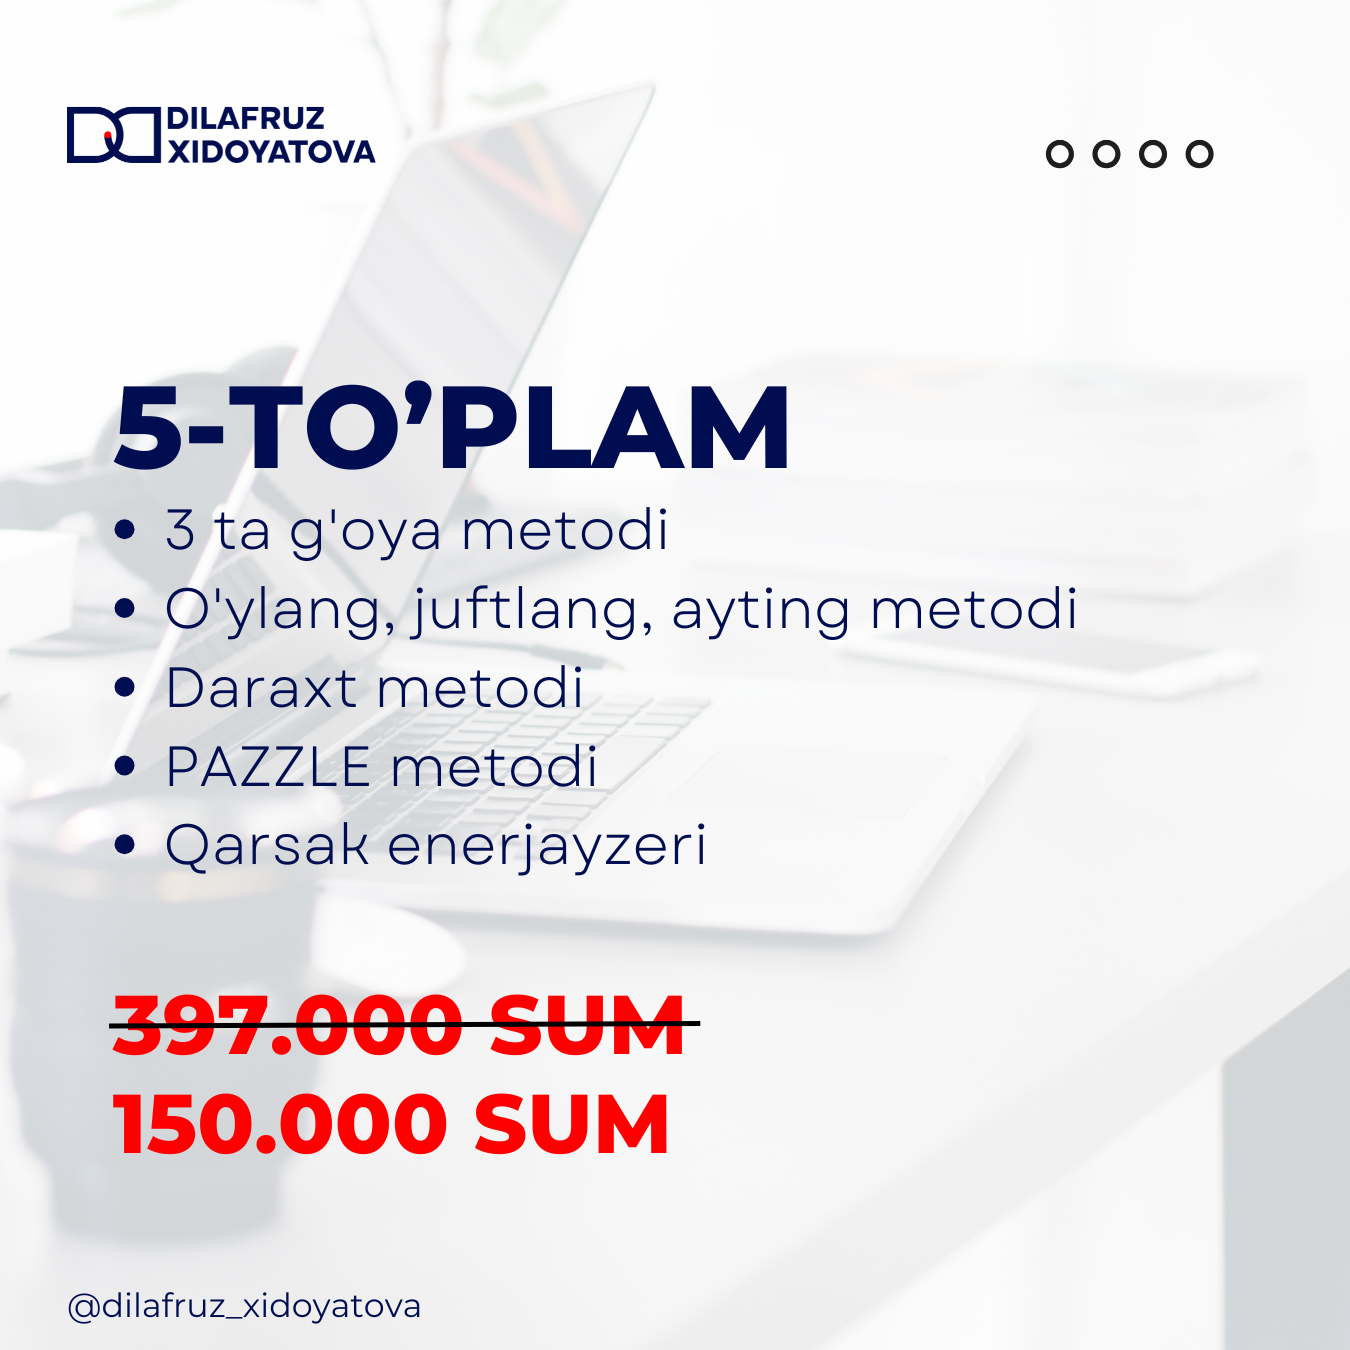 DILAFRUZ
XIDOYATOVA
5-TO’PLAM
• 3 ta g'oya metodi
• O'ylang, juftlang, ayting metodi
• Daraxt metodi
• PAZZLE metodi
• Qarsak enerjayzeri
397.000 SUM
150.000 SUM
@dilafruz_xidoyatova